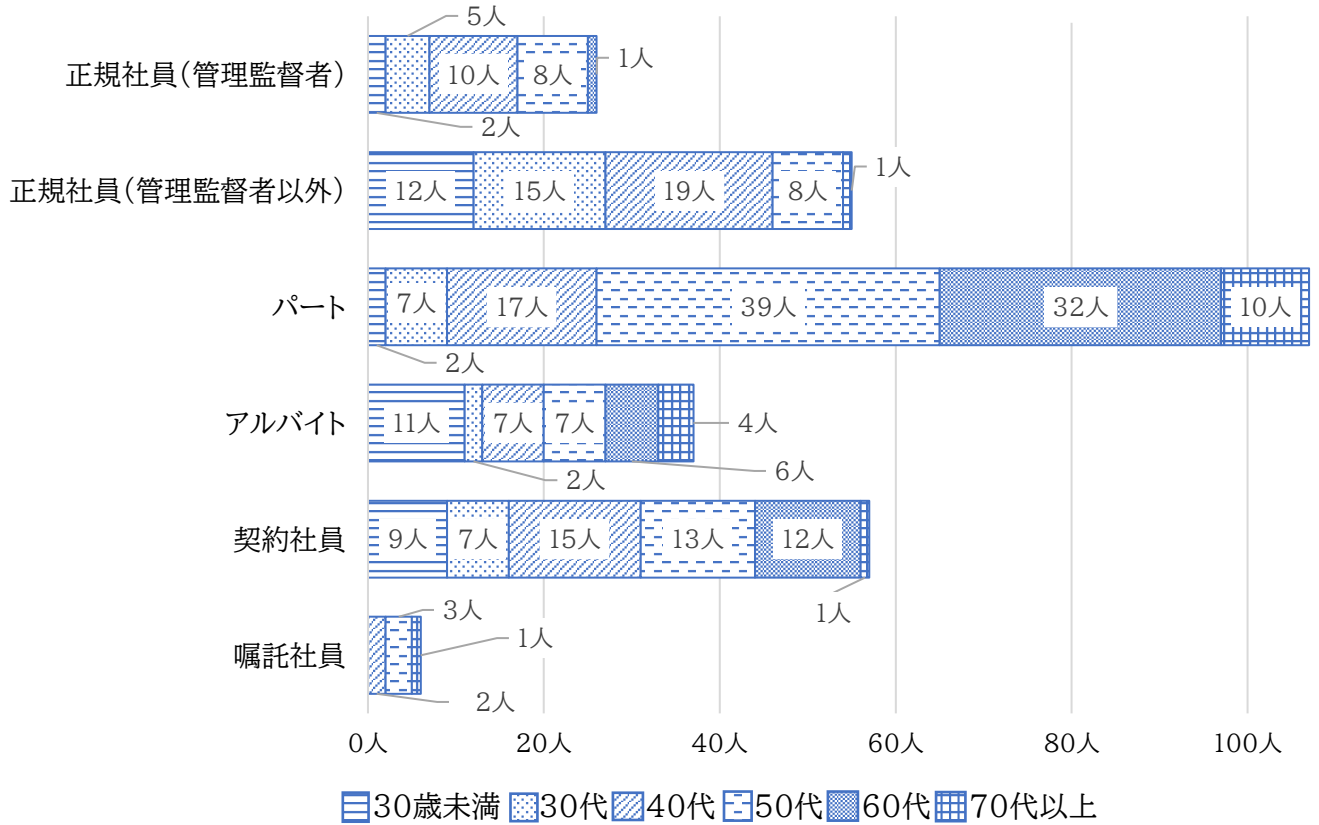 5人
正規社員(管理監督者)
10人
8人
1人
2人
正規社員(管理監督者以外)
12人
15人
19人
8人
1人
パート
7人
17人
39人
32人
10人
2人
アルバイト
11人
7人
7人
4人
2人
6人
契約社員
9人
7人
15人
13人
12人
1人
嘱託社員
3人
1人
2人
0人
20人
40人
60人
80人
100人
30歳未満 30代 40代 50代 60代 70代以上